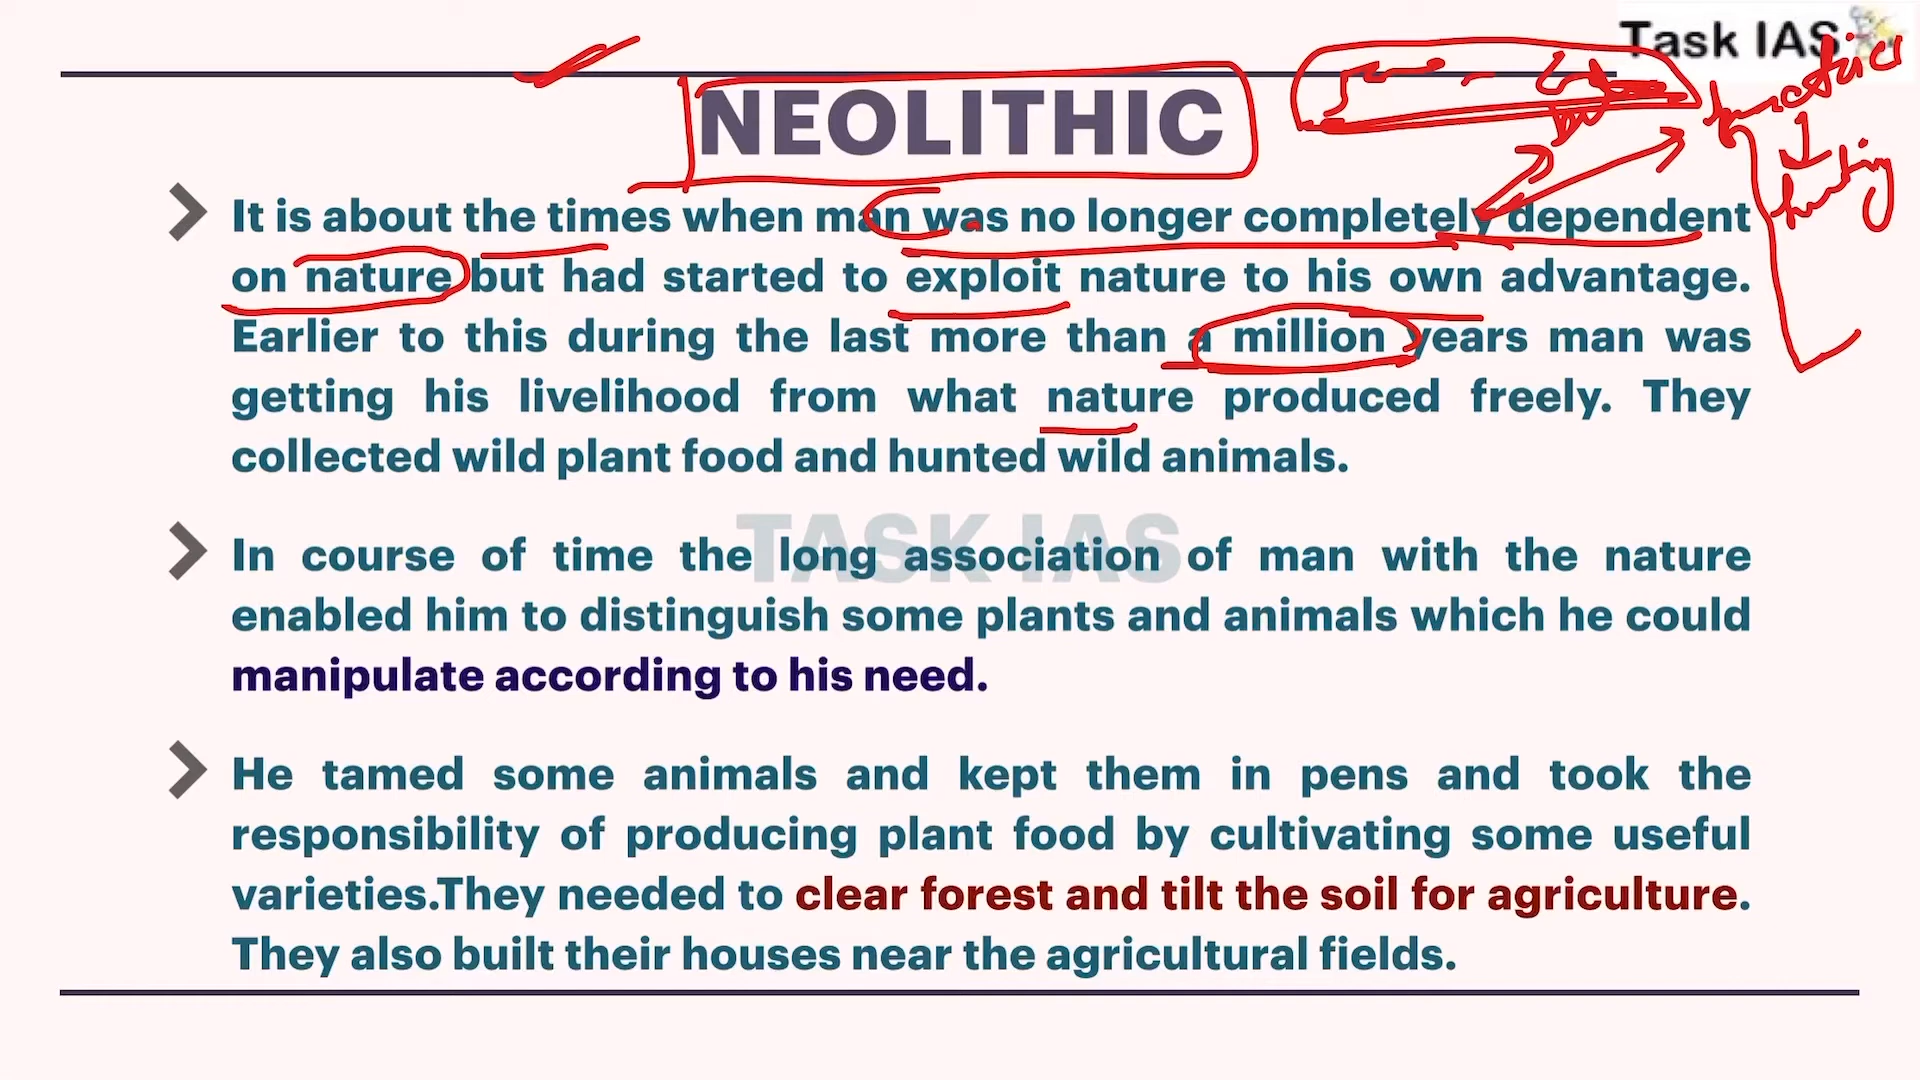 Task IAS
NEOLITHIC
It is about the times when man was no longer completely dependent
on nature but had started to exploit nature to his own advantage.
Earlier to this during the last more than a million years man was
getting his livelihood from what nature produced freely. They
collected wild plant food and hunted wild animals.
TASK IAS
In course of time the long association of man with the nature
enabled him to distinguish some plants and animals which he could
manipulate according to his need.
He tamed some animals and kept them in pens and took the
responsibility of producing plant food by cultivating some useful
varieties.They needed to clear forest and tilt the soil for agriculture.
They also built their houses near the agricultural fields.